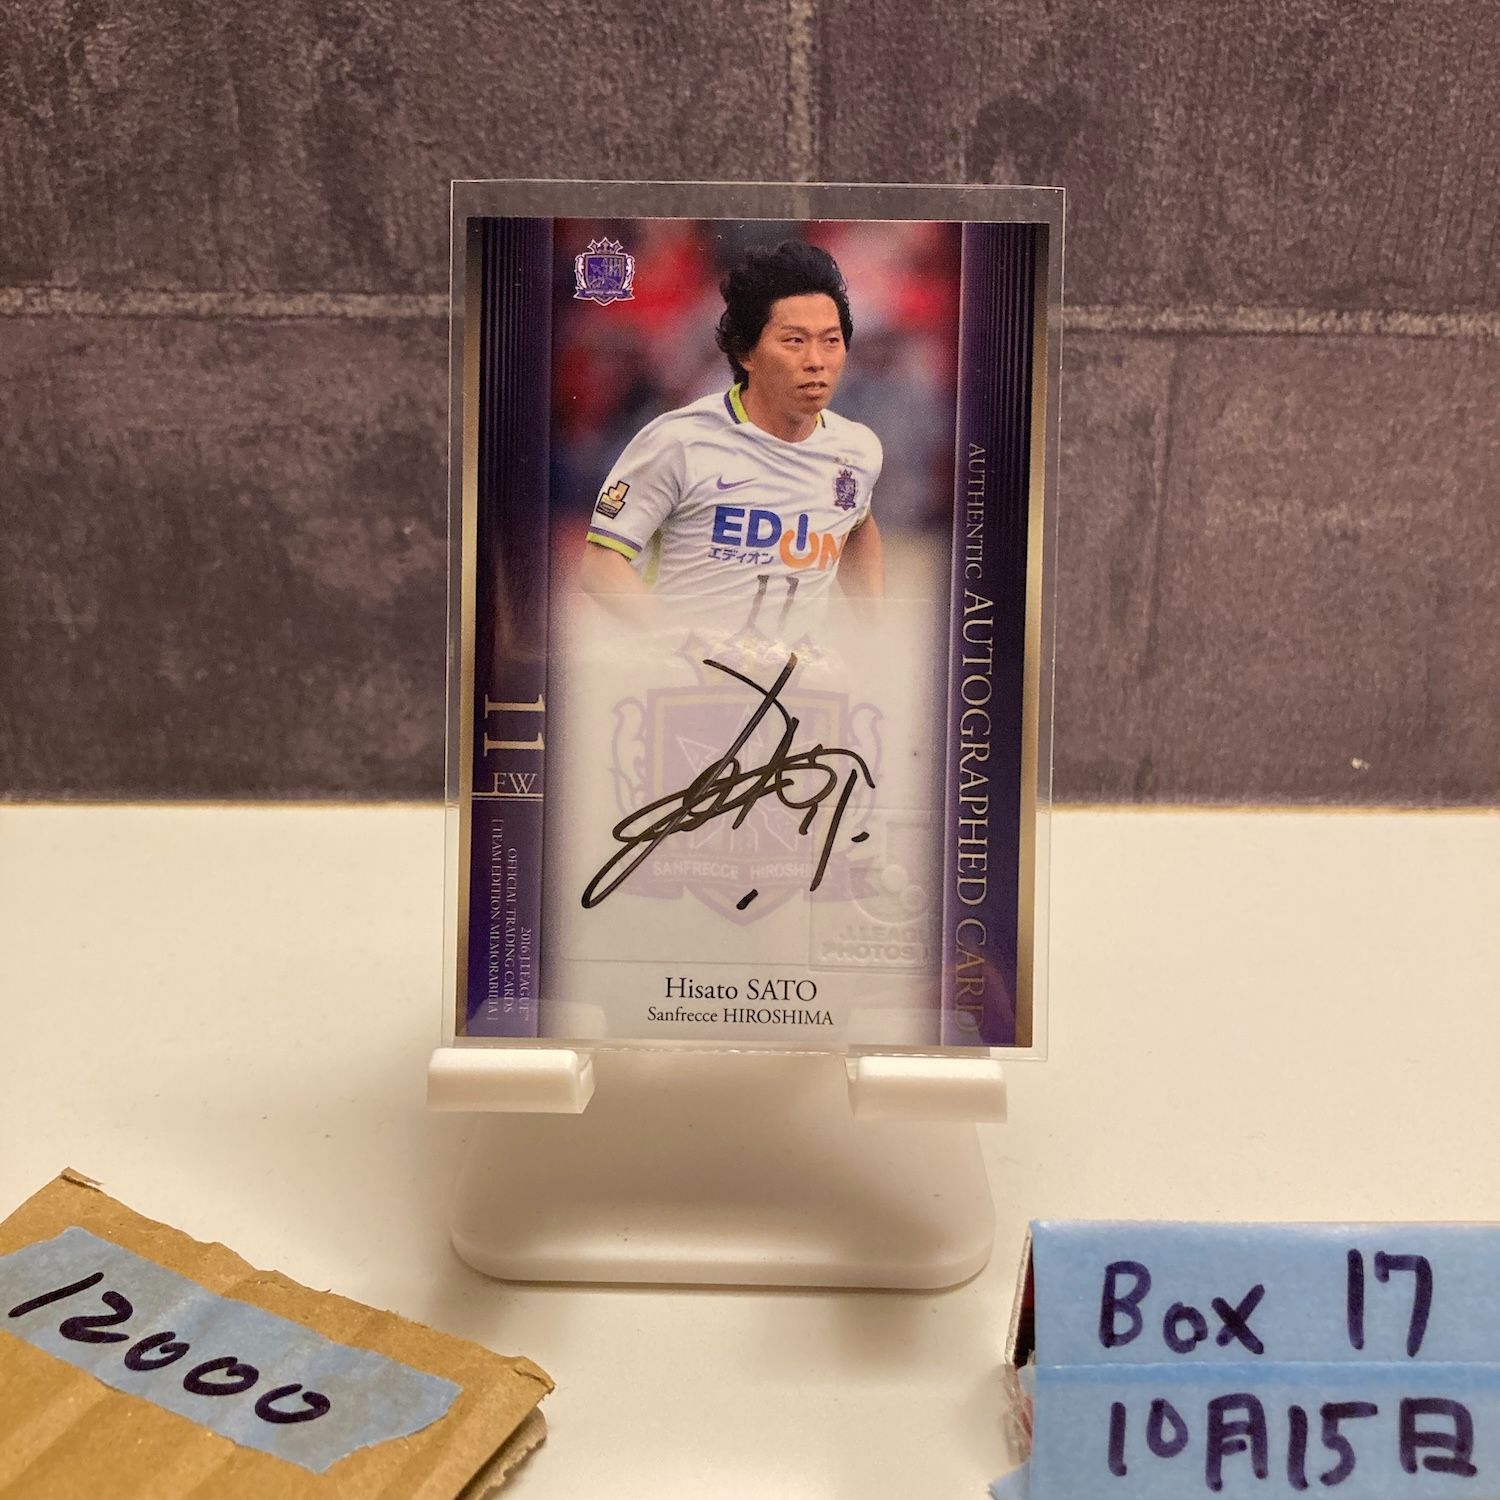 EDION
エディオン
11
AUTHENTIC AUTOGRAPHED CARD
11
FW
2016 J.LEAGUE™
OFFICIAL TRADING CARDS
[ TEAM EDITION MEMORABILIA ]
SANFRECCE HIROSHIMA
J.LEAGUE
PHOTOS
Hisato SATO
Sanfrecce HIROSHIMA
12000
Box 17
10月15日